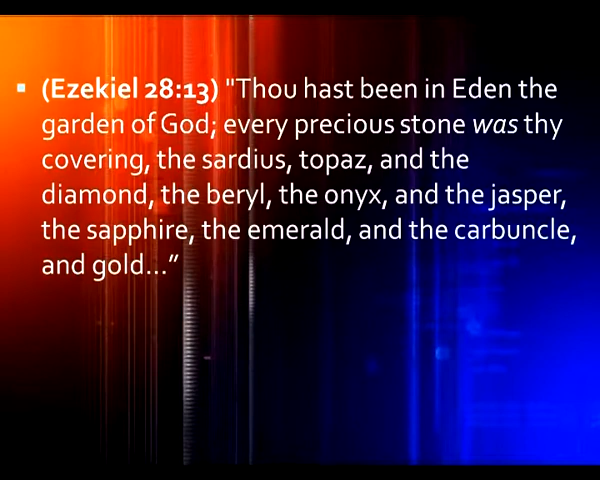 (Ezekiel 28:13) "Thou hast been in Eden the
garden of God; every precious stone was thy
covering, the sardius, topaz, and the
diamond, the beryl, the onyx, and the jasper,
the sapphire, the emerald, and the carbuncle,
and gold...”